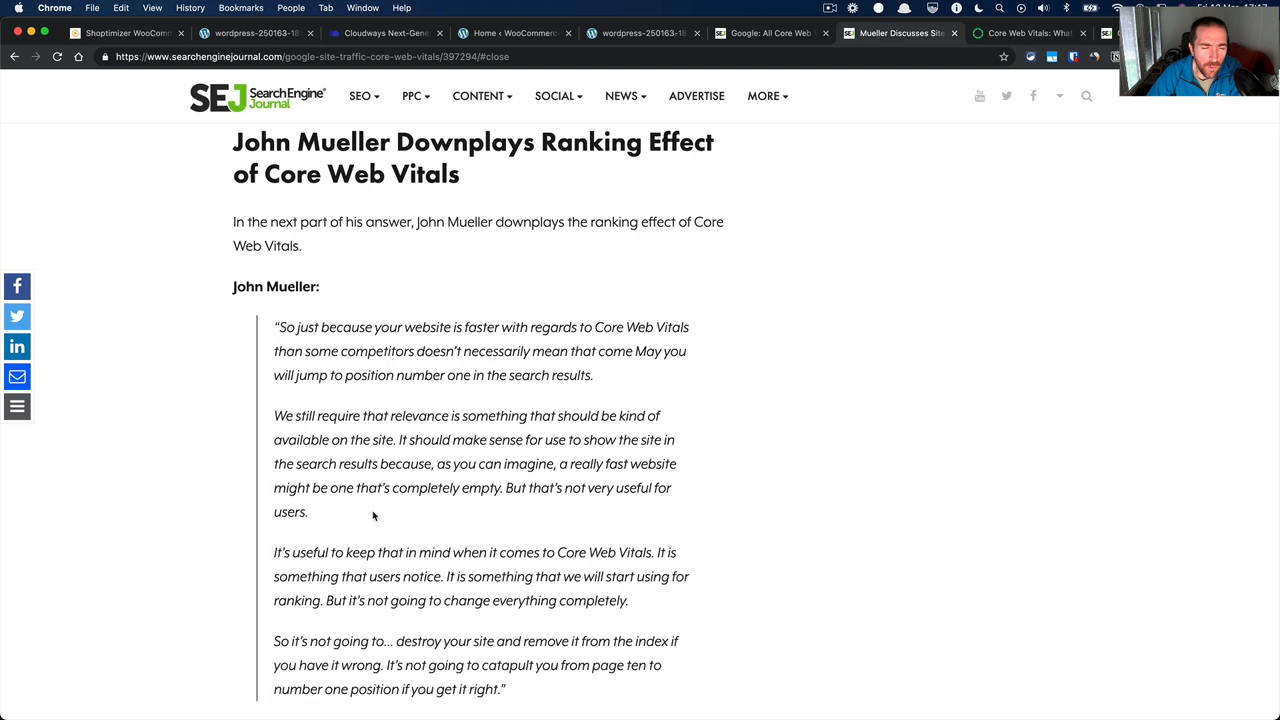 Chrome File Edit View History Bookmarks People Tab Window Help
Shoptimizer WooComm
wordpress-250163-18
Cloudways Next-Gene
Home < WooCommerc
wordpress-250163-18
Google: All Core Web
Mueller Discusses Site
Core Web Vitals: What
https://www.searchenginejournal.com/google-site-traffic-core-web-vitals/397294/#close
SEJ Search Engine Journal
SEO PPC CONTENT SOCIAL NEWS ADVERTISE MORE
John Mueller Downplays Ranking Effect
of Core Web Vitals
In the next part of his answer, John Mueller downplays the ranking effect of Core
Web Vitals.
John Mueller:
“So just because your website is faster with regards to Core Web Vitals
than some competitors doesn’t necessarily mean that come May you
will jump to position number one in the search results.
We still require that relevance is something that should be kind of
available on the site. It should make sense for use to show the site in
the search results because, as you can imagine, a really fast website
might be one that’s completely empty. But that’s not very useful for
users.
It’s useful to keep that in mind when it comes to Core Web Vitals. It is
something that users notice. It is something that we will start using for
ranking. But it’s not going to change everything completely.
So it’s not going to… destroy your site and remove it from the index if
you have it wrong. It’s not going to catapult you from page ten to
number one position if you get it right.”